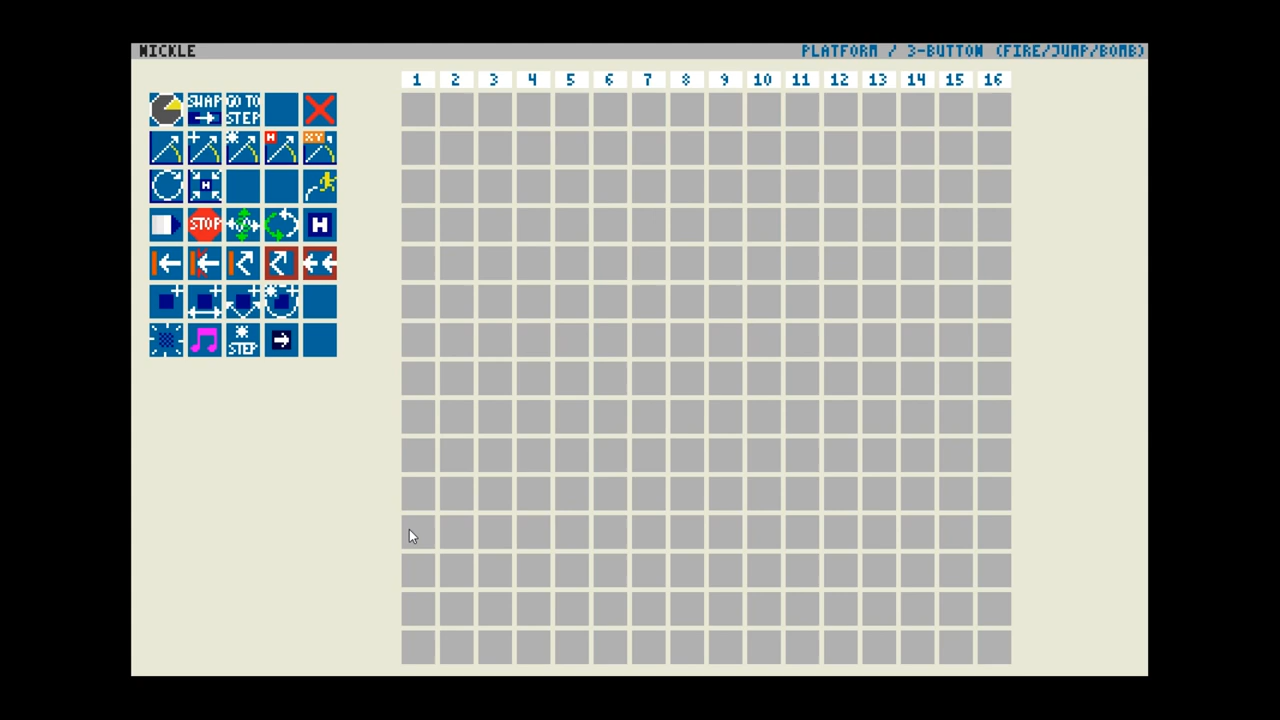 NICKLE PLATFORM / 3-BUTTON (FIRE/JUMP/BOMB)
1 2 3 4 5 6 7 8 9 10 11 12 13 14 15 16
SWAP GO TO STEP
H XY
H
STOP H
STEP